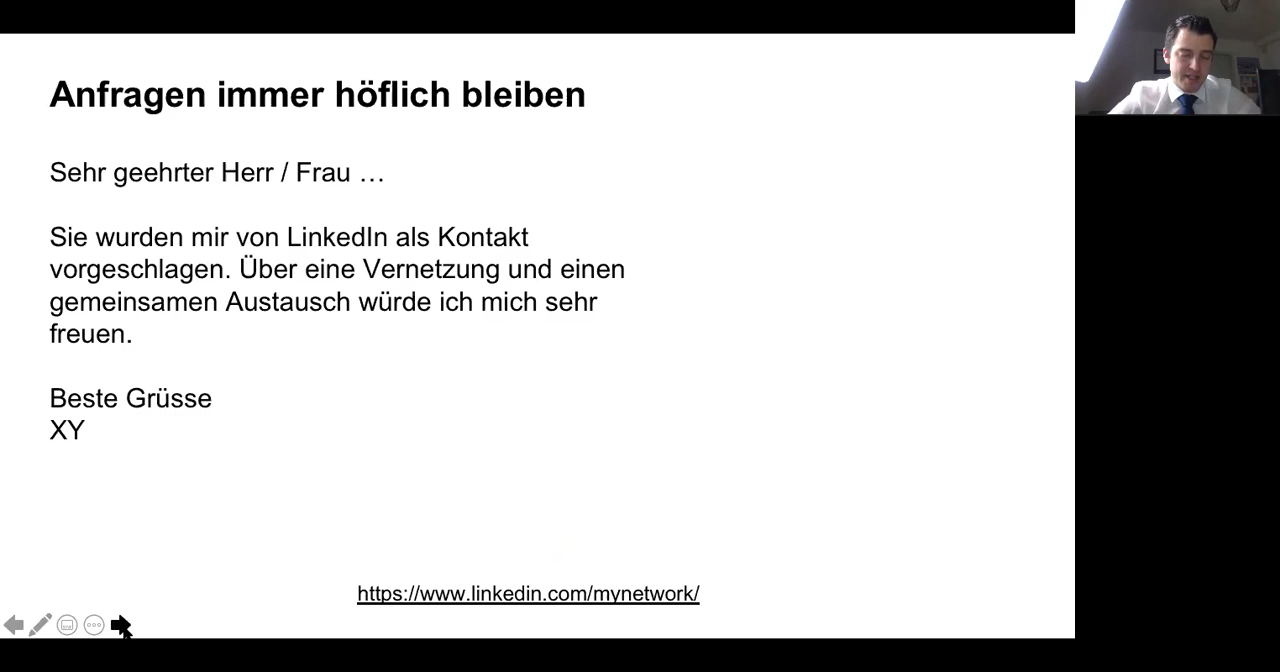 Anfragen immer höflich bleiben
Sehr geehrter Herr / Frau …
Sie wurden mir von LinkedIn als Kontakt
vorgeschlagen. Über eine Vernetzung und einen
gemeinsamen Austausch würde ich mich sehr
freuen.
Beste Grüsse
XY
https://www.linkedin.com/mynetwork/